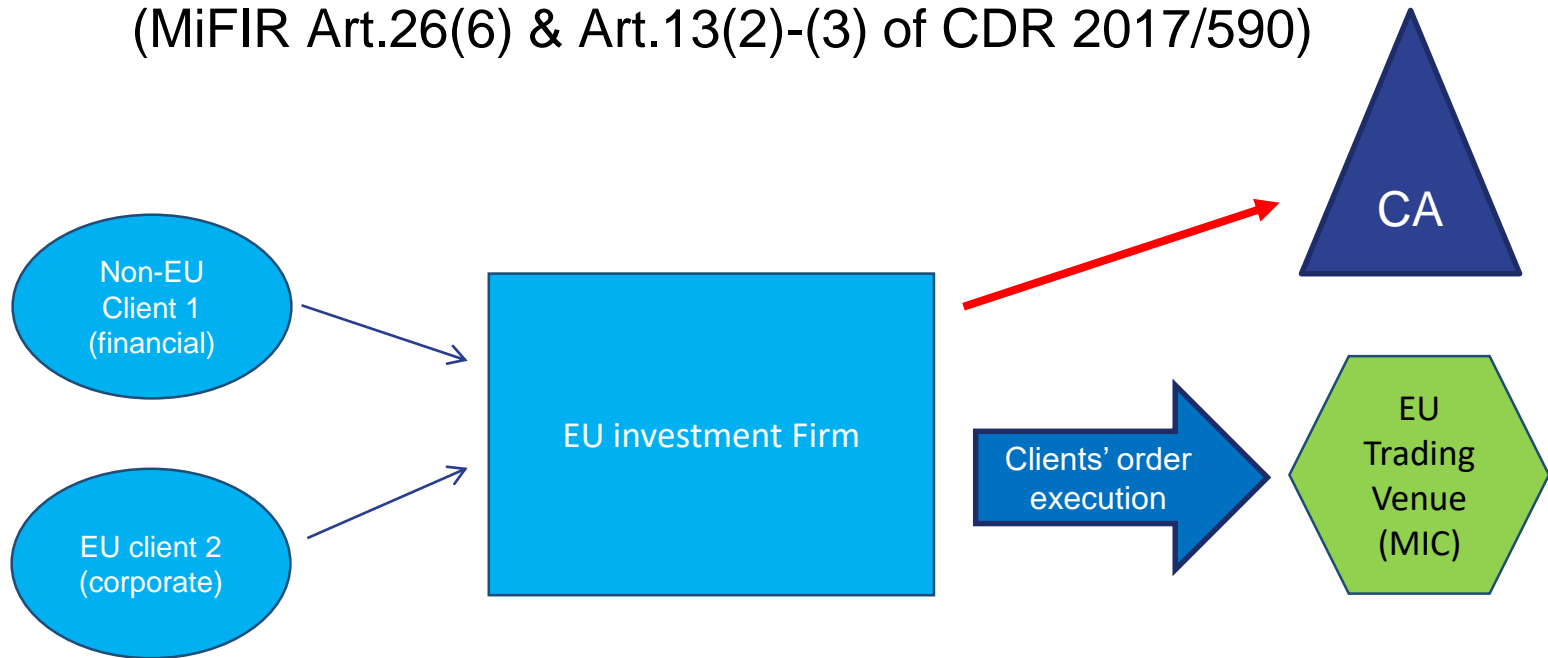 (MiFIR Art.26(6) & Art.13(2)-(3) of CDR 2017/590)
CA
Non-EU
Client 1
(financial)
EU investment Firm
Clients’ order
execution
EU
Trading
Venue
(MIC)
EU client 2
(corporate)